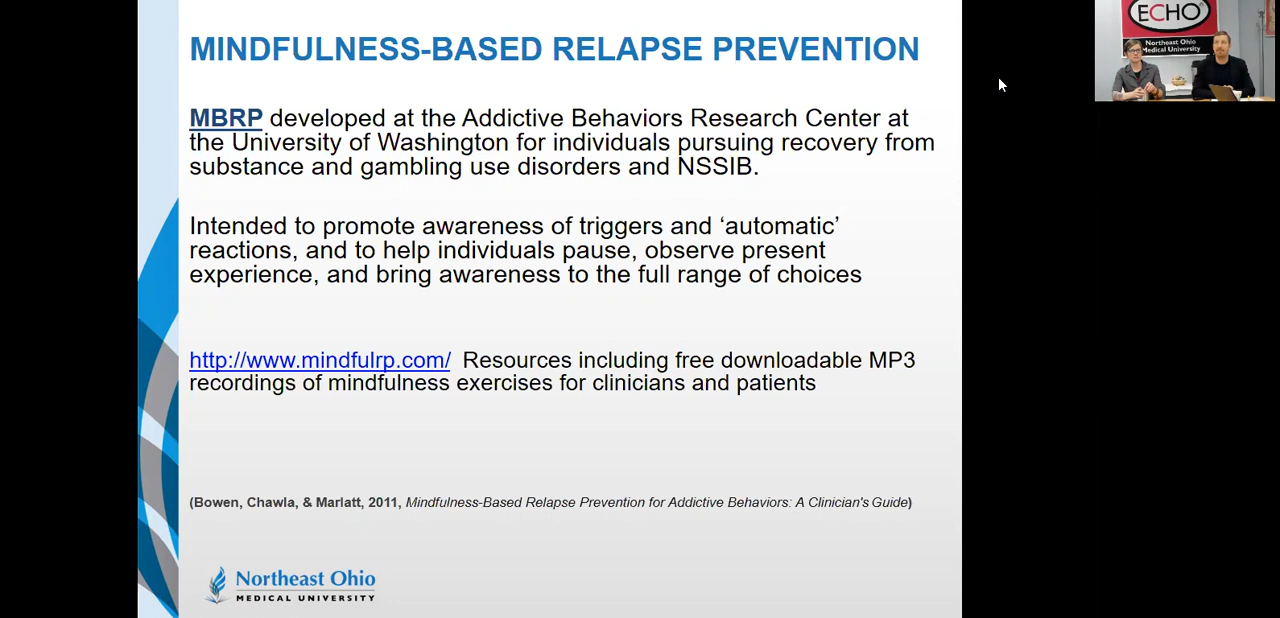 MINDFULNESS-BASED RELAPSE PREVENTION
ECHO®
Northeast Ohio
Medical University
MBRP developed at the Addictive Behaviors Research Center at
the University of Washington for individuals pursuing recovery from
substance and gambling use disorders and NSSIB.
Intended to promote awareness of triggers and ‘automatic’
reactions, and to help individuals pause, observe present
experience, and bring awareness to the full range of choices
http://www.mindfulrp.com/ Resources including free downloadable MP3
recordings of mindfulness exercises for clinicians and patients
(Bowen, Chawla, & Marlatt, 2011, Mindfulness-Based Relapse Prevention for Addictive Behaviors: A Clinician's Guide)
Northeast Ohio
MEDICAL UNIVERSITY